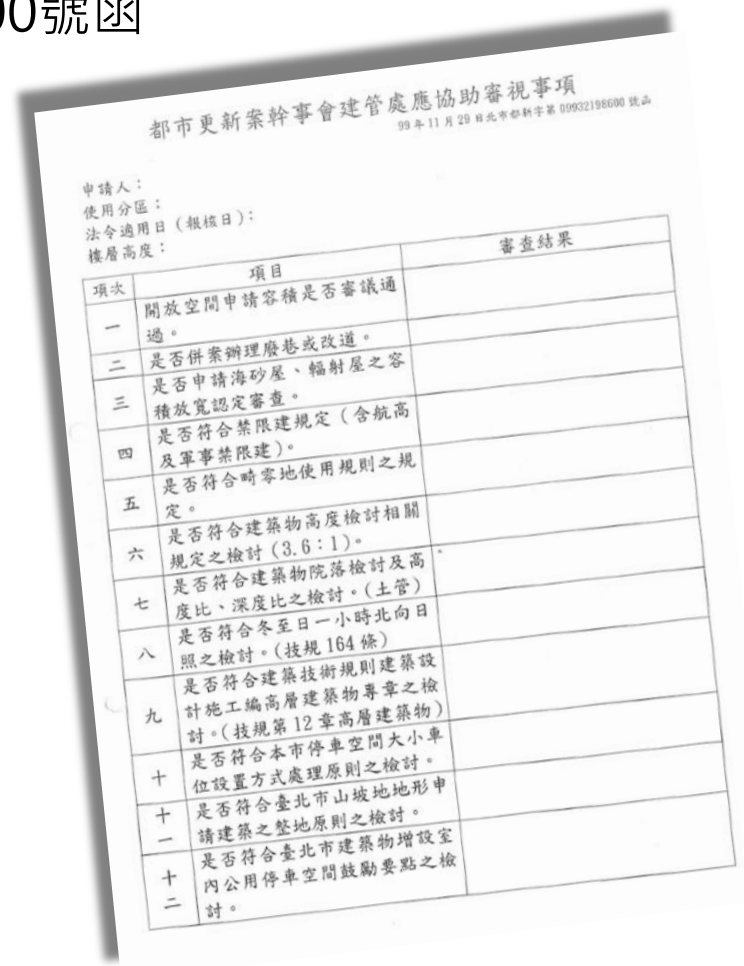 00號函
都市更新案幹事會建管處應協助審視事項
99年11月29日北市都新字第09932198600號函
申請人：
使用分區：
法令適用日（報核日）：
樓層高度：
項次 項目 審查結果
一 開放空間申請容積是否審議通
過。
二 是否併案辦理廢巷或改道。
三 是否申請海砂屋、輻射屋之容
積放寬認定審查。
四 是否符合禁限建規定（含航高
及軍事禁限建）。
五 是否符合畸零地使用規則之規
定。
六 是否符合建築物高度檢討相關
規定之檢討（3.6：1）。
七 是否符合建築物院落檢討及高
度比、深度比之檢討。（土管）
八 是否符合冬至日一小時北向日
照之檢討。（技規164條）
九 是否符合建築技術規則建築設
計施工編高層建築物專章之檢
討。（技規第12章高層建築物）
十 是否符合本市停車空間大小車
位設置方式處理原則之檢討。
十一 是否符合臺北市山坡地地形申
請建築之整地原則之檢討。
十二 是否符合臺北市建築物增設室
內公用停車空間鼓勵要點之檢
討。